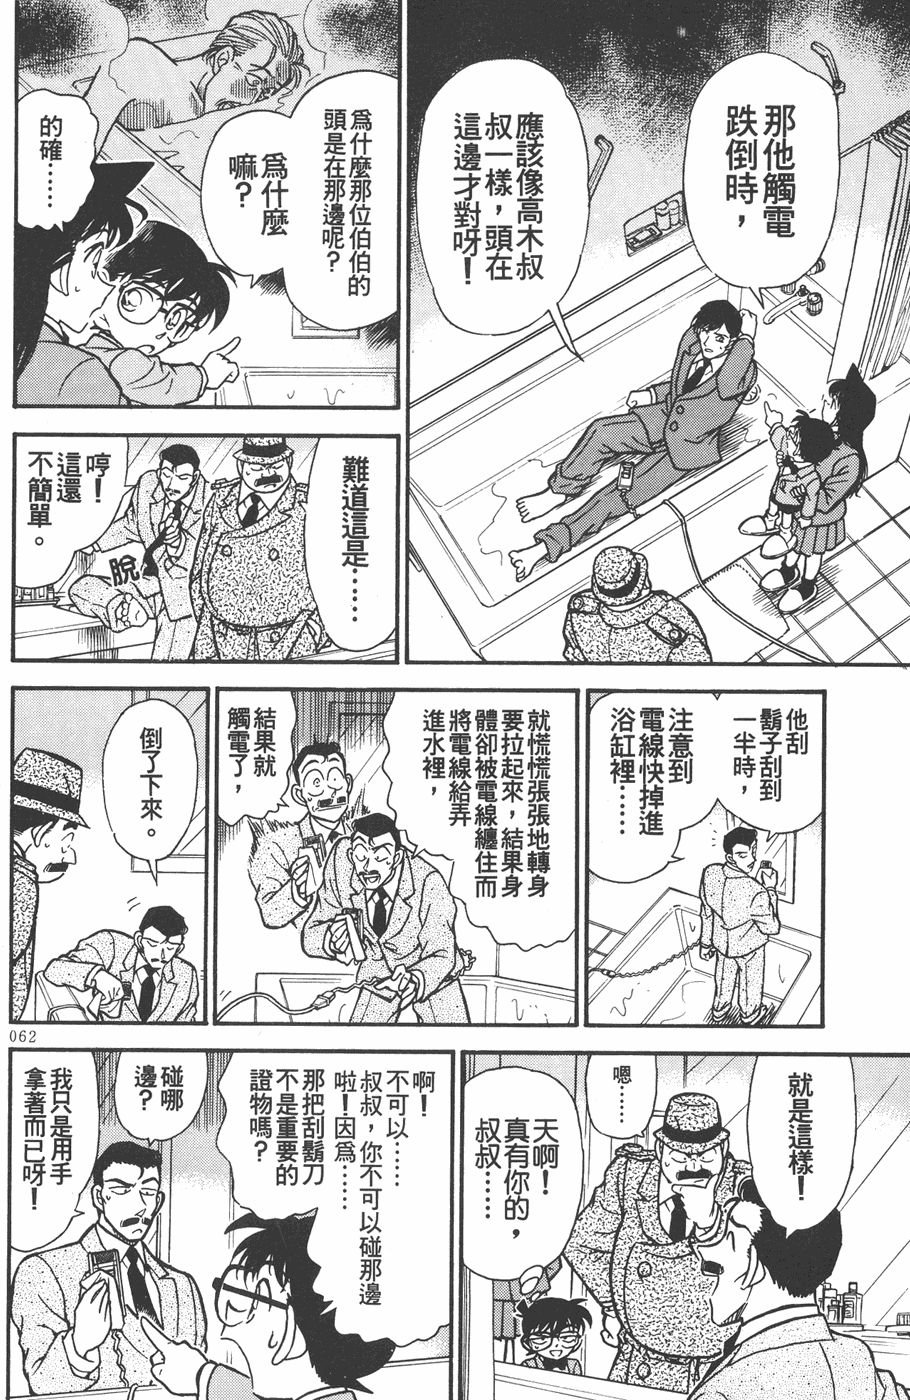 那他觸電
跌倒時，
應該像高木叔
叔一樣，頭在
這邊才對呀！
爲什麼那位伯伯的
頭是在那邊呢？
爲什麼
嘛？
的確……
難道這是……
哼！
這還
不簡單。
脫
他刮
鬍子刮到
一半時，
注意到
電線快掉進
浴缸裡……
就慌慌張張地轉身
要拉起來，結果身
體卻被電線纏住而
將電線給弄
進水裡，
結果就
觸電了，
倒了下來。
062
就是這樣！
嗯……
天啊！
真有你的，
叔叔……
啊！
不可以……
叔叔，你不可以碰那邊
啦！因爲……
那把刮鬍刀
不是重要的
證物嗎？
碰哪
邊？
我只是用手
拿著而已呀！